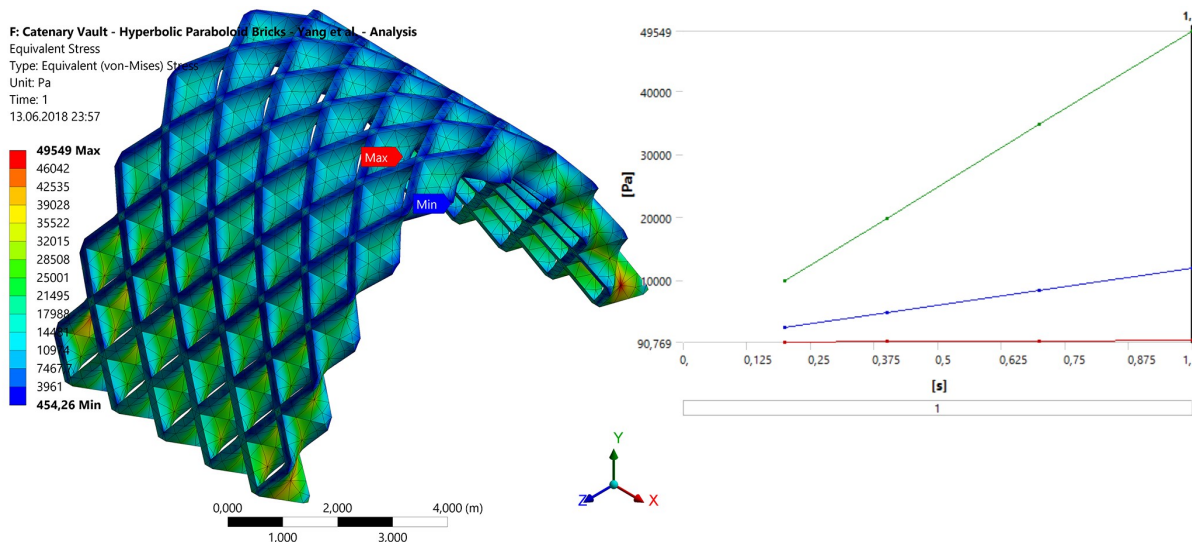 F: Catenary Vault - Hyperbolic Paraboloid Bricks - Yang et al. - Analysis
Equivalent Stress
Type: Equivalent (von-Mises) Stress
Unit: Pa
Time: 1
13.06.2018 23:57
49549 Max
46042
42535
39028
35522
32015
28508
25001
21495
17988
3961
454,26 Min
Max
Min
0,000 2,000 4,000 (m)
1.000 3.000
Y
Z X
1,
49549
40000
30000
[Pa]
20000
10000
90,769
0, 0,125 0,25 0,375 0,5 0,625 0,75 0,875 1,
[s]
1